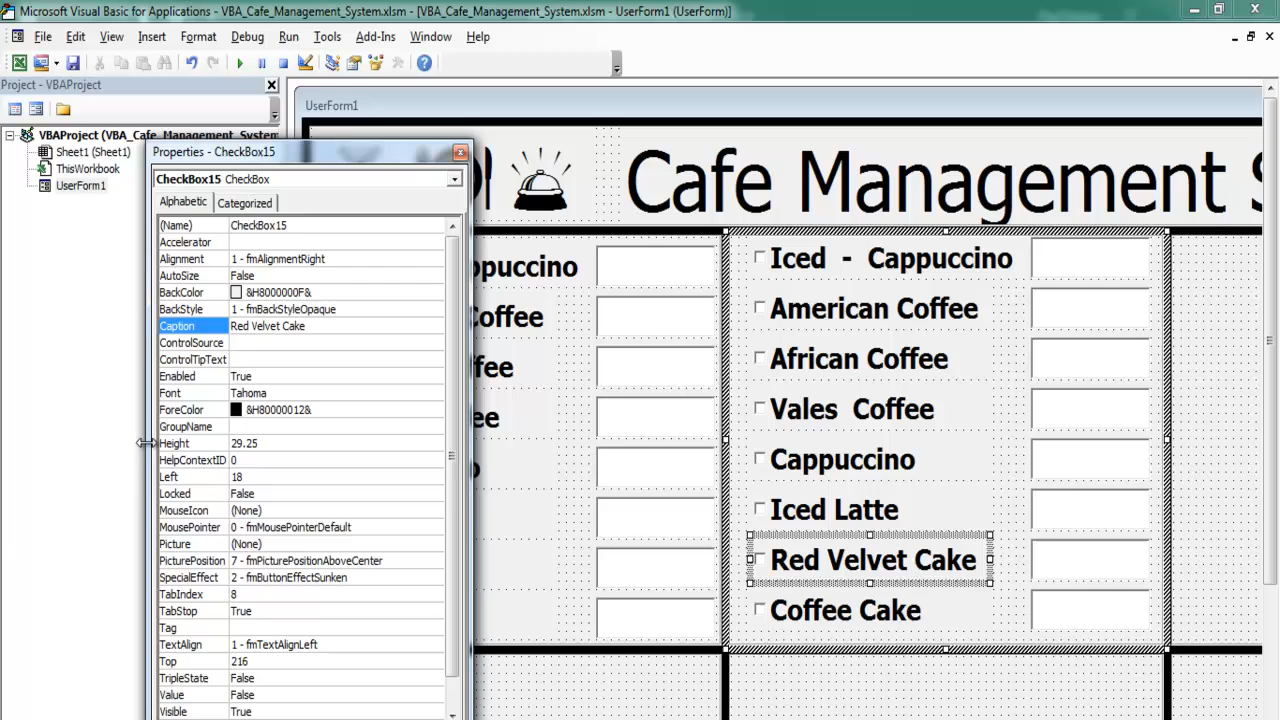 Microsoft Visual Basic for Applications - VBA_Cafe_Management_System.xlsm - [VBA_Cafe_Management_System.xlsm - UserForm1 (UserForm)]
File Edit View Insert Format Debug Run Tools Add-Ins Window Help
Project - VBAProject
VBAProject (VBA_Cafe_Management_System
Sheet1 (Sheet1)
ThisWorkbook
UserForm1
Properties - CheckBox15
CheckBox15 CheckBox
Alphabetic Categorized
(Name) CheckBox15
Accelerator
Alignment 1 - fmAlignmentRight
AutoSize False
BackColor &H8000000F&
BackStyle 1 - fmBackStyleOpaque
Caption Red Velvet Cake
ControlSource
ControlTipText
Enabled True
Font Tahoma
ForeColor &H80000012&
GroupName
Height 29.25
HelpContextID 0
Left 18
Locked False
MouseIcon (None)
MousePointer 0 - fmMousePointerDefault
Picture (None)
PicturePosition 7 - fmPicturePositionAboveCenter
SpecialEffect 2 - fmButtonEffectSunken
TabIndex 8
TabStop True
Tag
TextAlign 1 - fmTextAlignLeft
Top 216
TripleState False
Value False
Visible True
UserForm1
Cafe Management S
ppuccino
Coffee
ffee
ee
o
Iced - Cappuccino
American Coffee
African Coffee
Vales Coffee
Cappuccino
Iced Latte
Red Velvet Cake
Coffee Cake